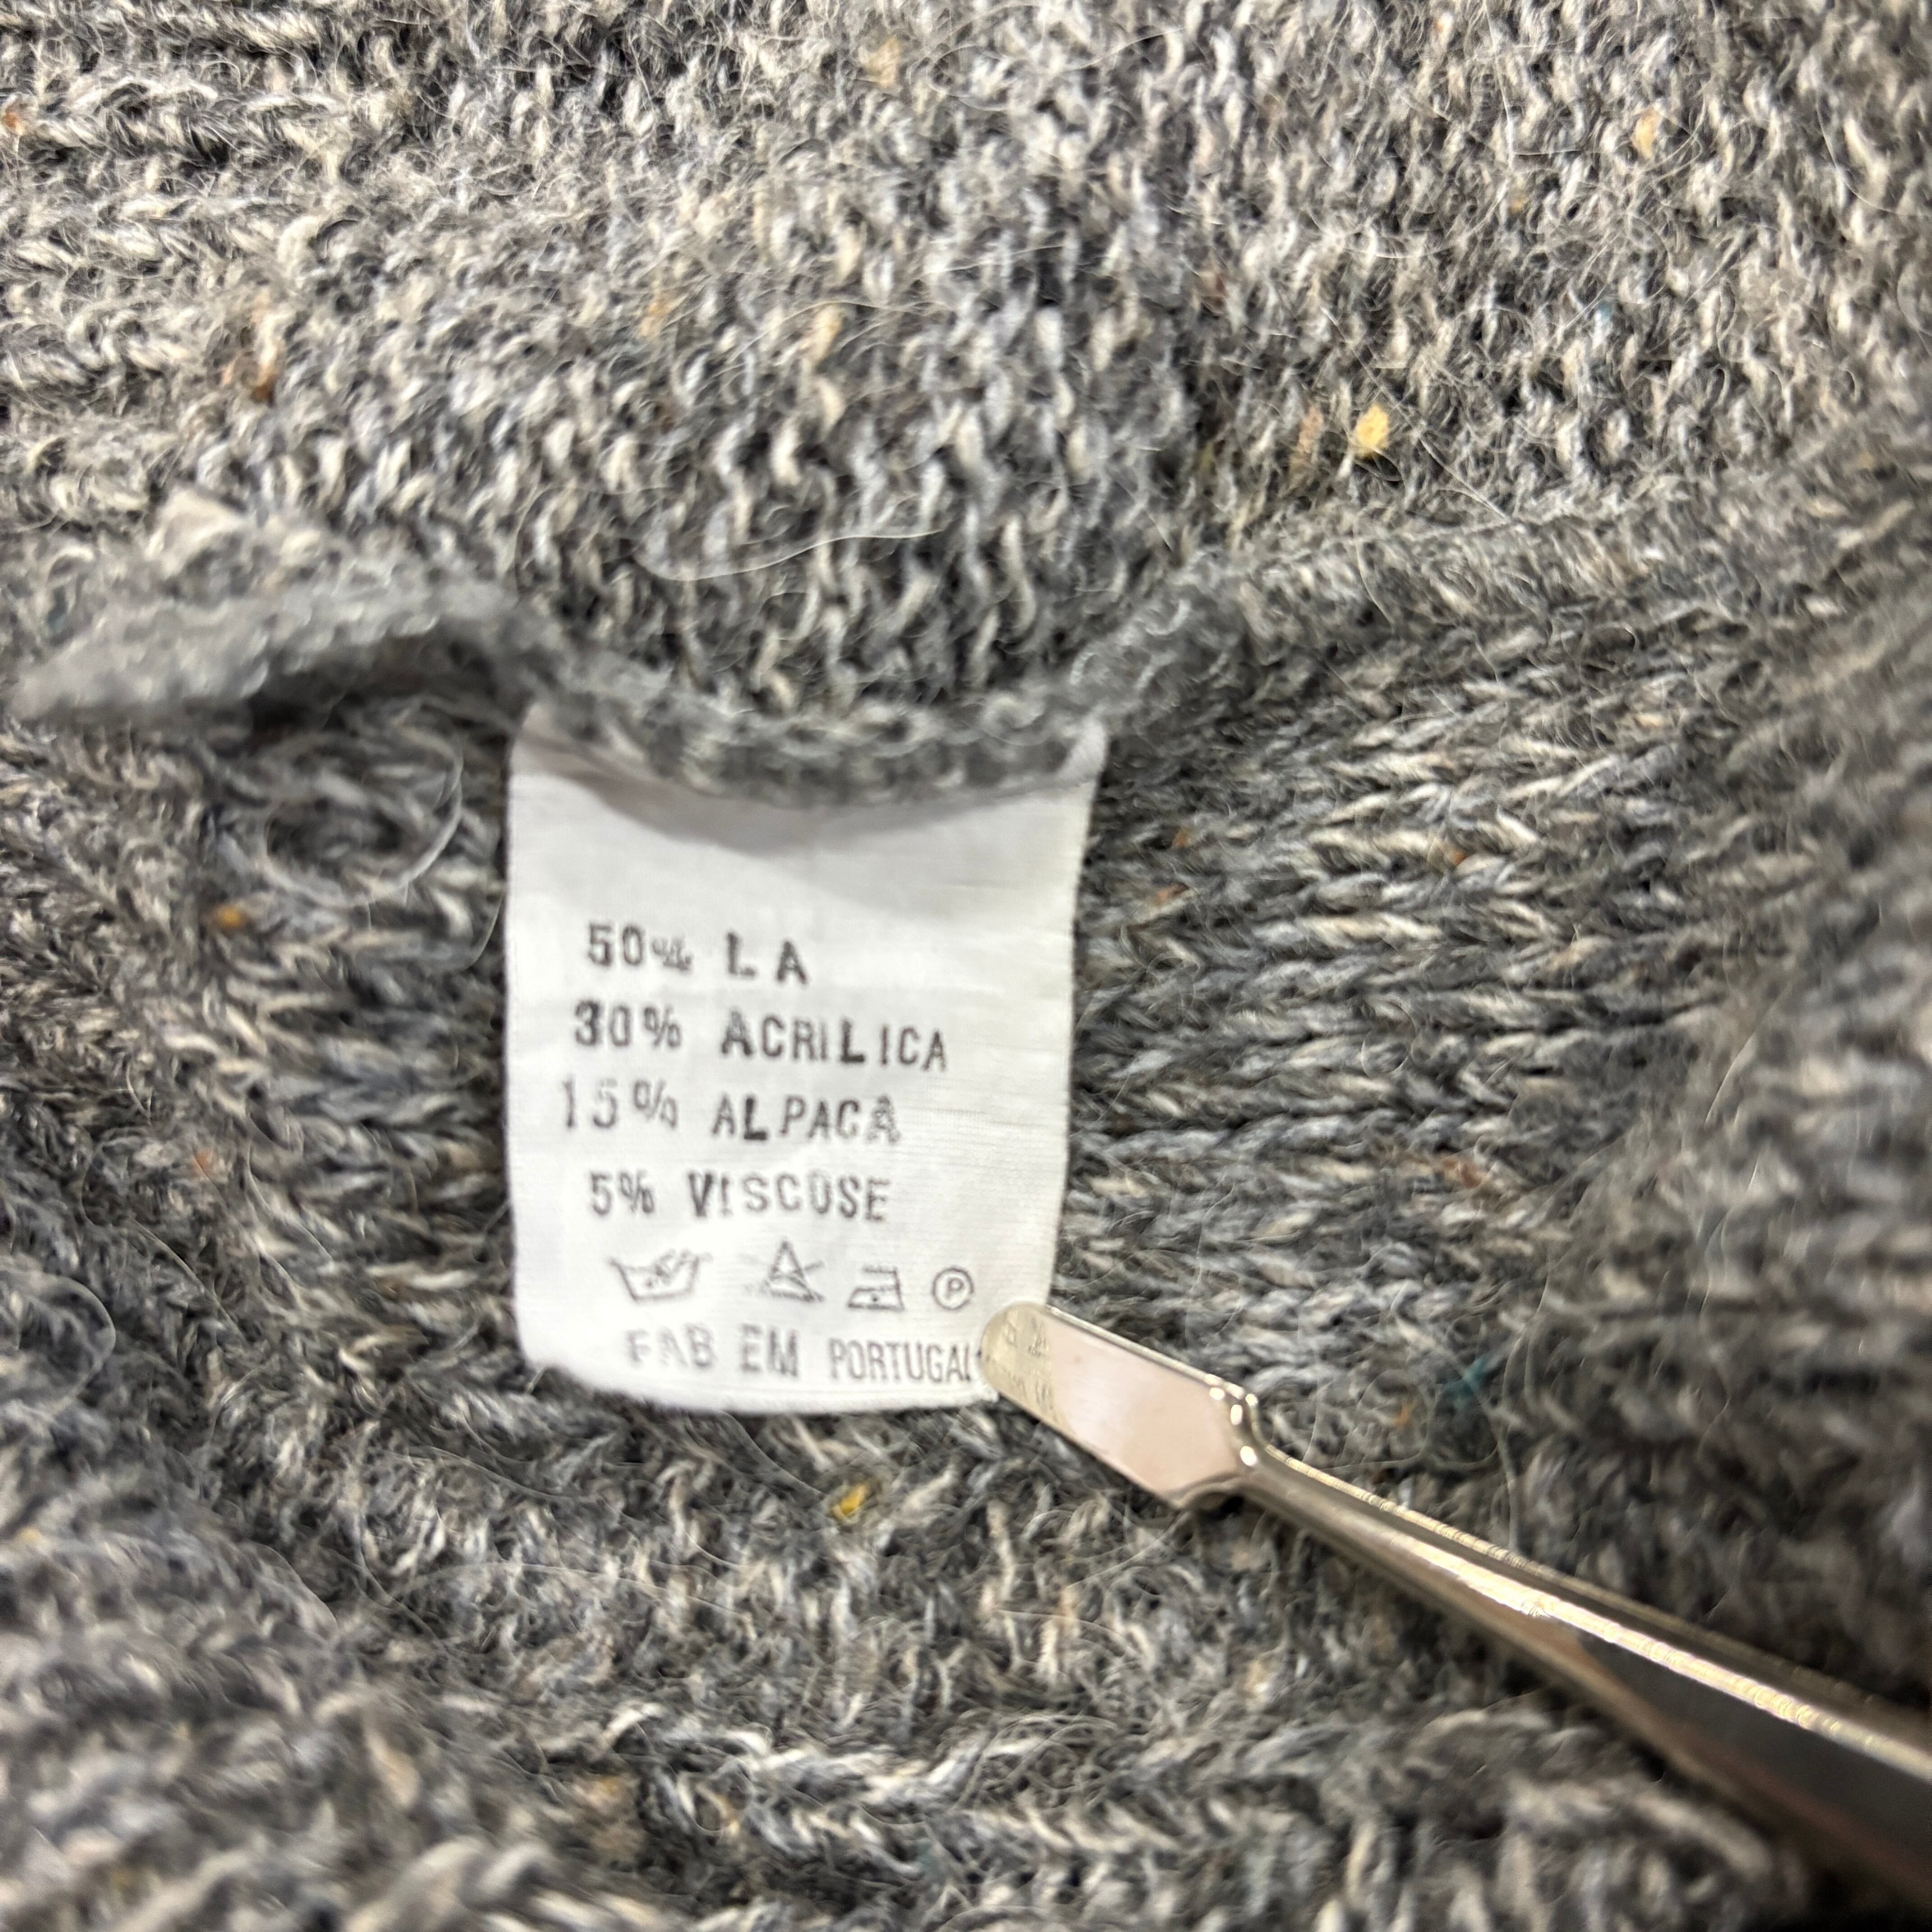 50% LA
30% ACRILICA
15% ALPACA
5% VISCOSE
P
FAB EM PORTUGAL